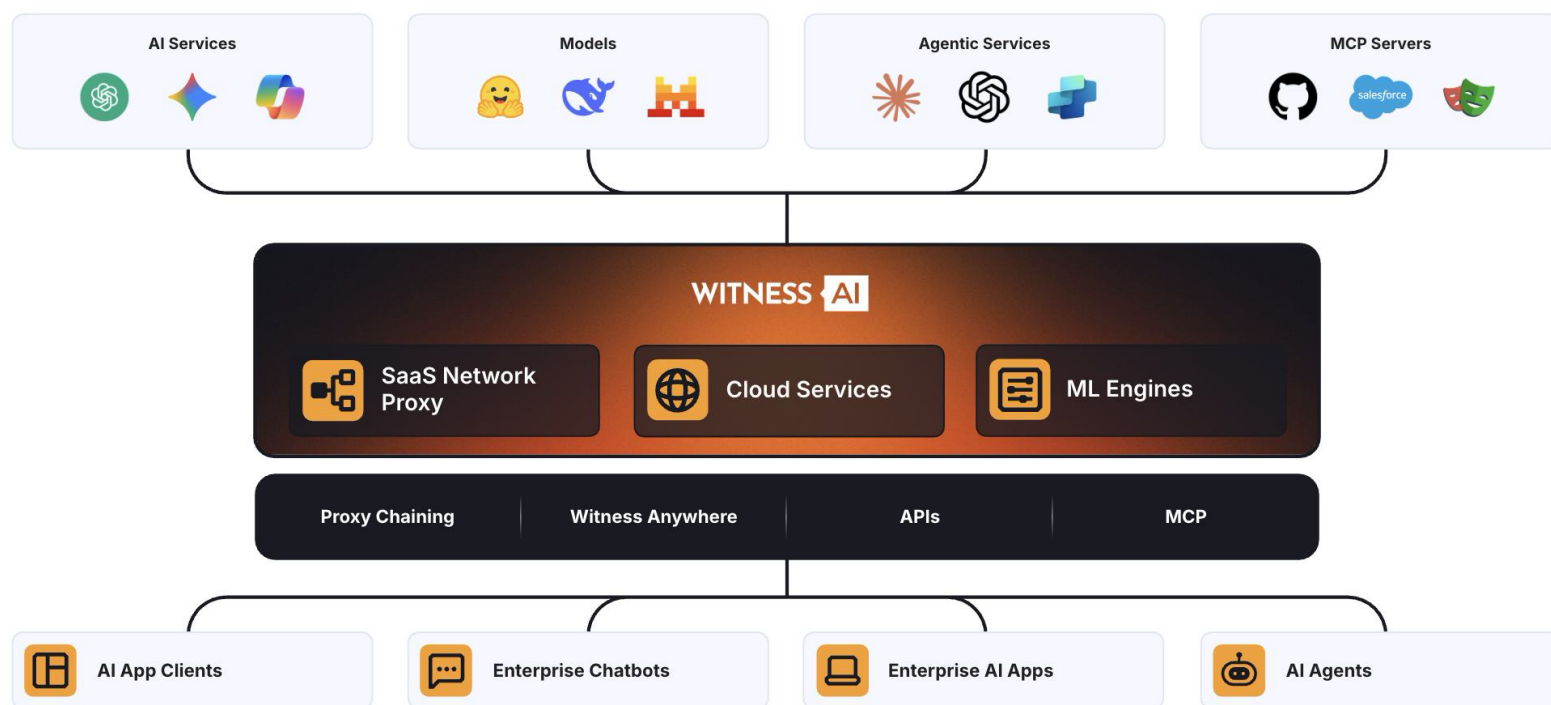 AI Services
Models
Agentic Services
MCP Servers
salesforce
WITNESS AI
SaaS Network
Proxy
Cloud Services
ML Engines
Proxy Chaining
Witness Anywhere
APIs
MCP
AI App Clients
Enterprise Chatbots
Enterprise AI Apps
AI Agents